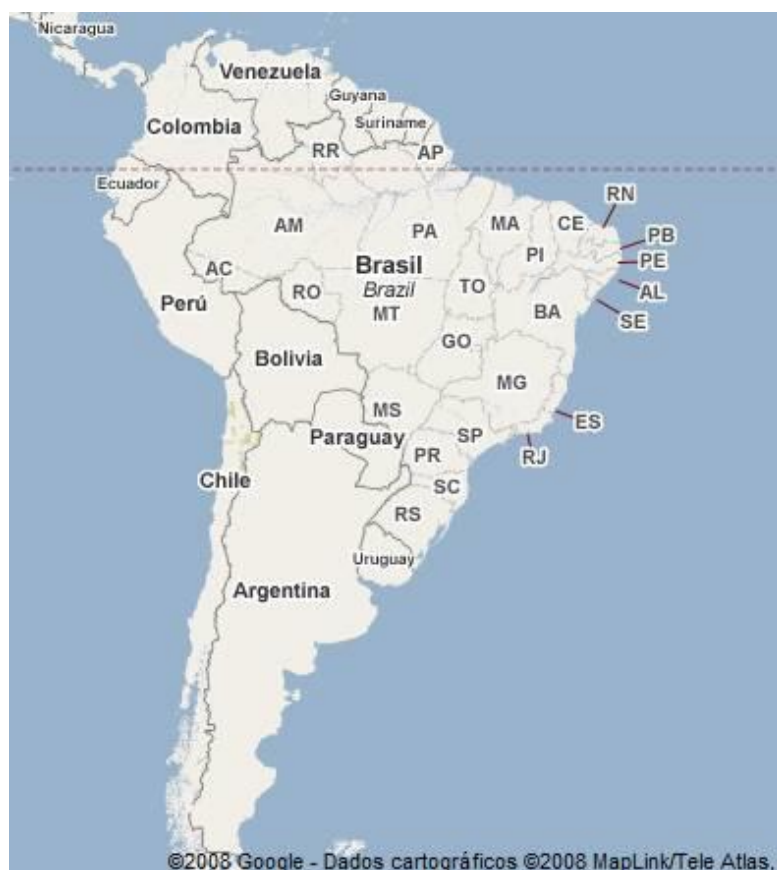 Nicaragua
Venezuela
Guyana
Suriname
Colombia
RR
AP
Ecuador
RN
AM
PA
MA
CE
PI
PB
PE
AL
SE
AC
Brasil
Brazil
RO
MT
TO
BA
Perú
GO
Bolivia
MG
MS
ES
Paraguay
SP
RJ
PR
Chile
SC
RS
Uruguay
Argentina
©2008 Google - Dados cartográficos ©2008 MapLink/Tele Atlas.